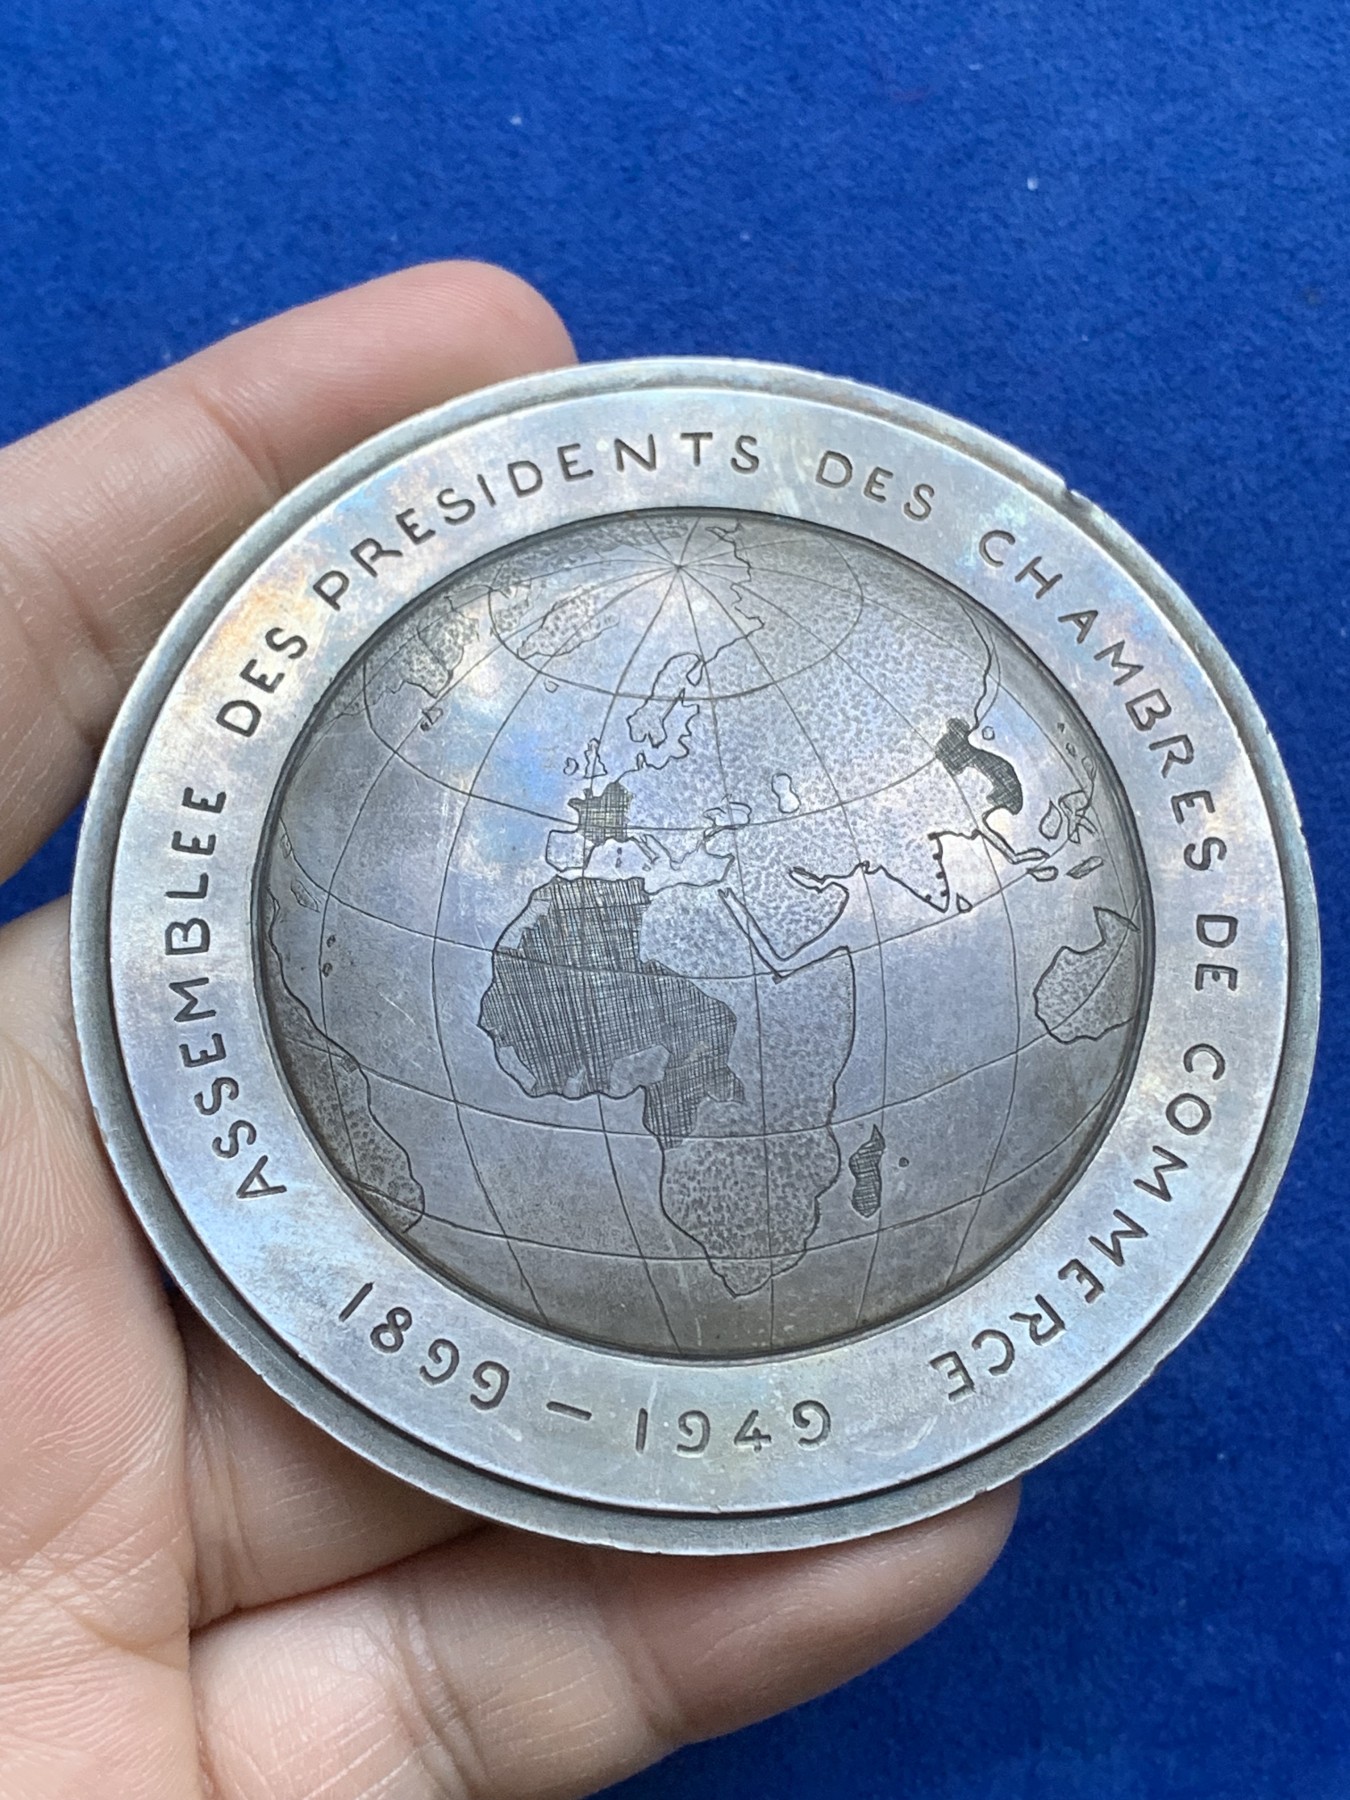 ASSEMBLEE DES PRESIDENTS DES CHAMBRES DE COMMERCE
1899 – 1949